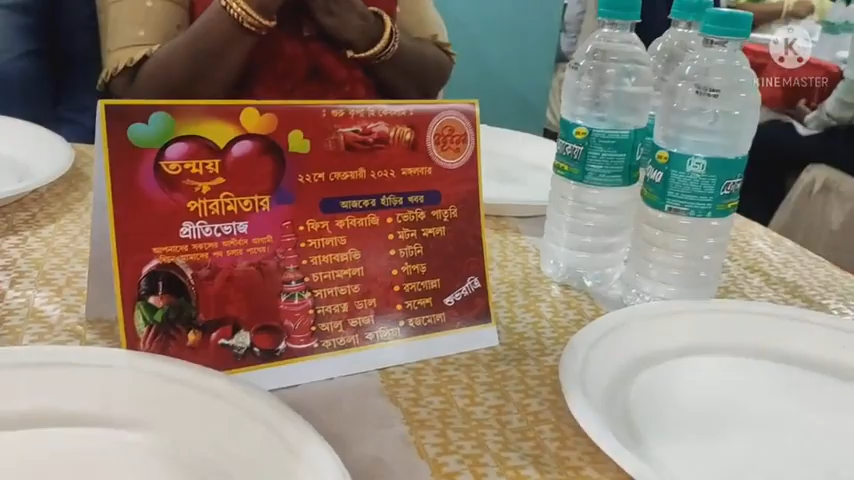 KINEMASTER
গুরু কৃপা হি কেবলম্
তন্ময়
ও
পারমিতার
প্রীতিভোজ
২২শে ফেব্রুয়ারী ২০২২ মঙ্গলবার
আজকের হাঁড়ির খবর
ফিস্ কবিরাজি
স্যালাড
রাধাবল্লভী
চানামশলা
সাদাভাত
নবরত্ন ডাল
আলু ভাজা
কাতলা কালিয়া
ভেটকি পাতুরী
মটন মশলা
চাটনি
পাঁপড়
রসগোল্লা
সন্দেশ
হজমোলা
শুভরাত্রি